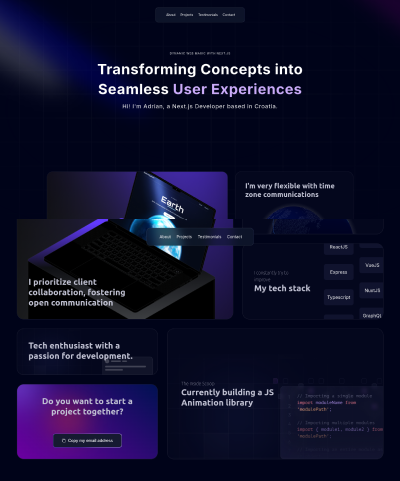 About Projects Testimonials Contact
DYNAMIC WEB MAGIC WITH NEXT.JS
Transforming Concepts into
Seamless User Experiences
Hi! I'm Adrian, a Next.js Developer based in Croatia.
Earth
I'm very flexible with time
zone communications
About Projects Testimonials Contact
I prioritize client
collaboration, fostering
open communication
I constantly try to
improve
My tech stack
ReactJS
Express
Typescript
VueJS
NuxtJS
GraphQL
Tech enthusiast with a
passion for development.
Do you want to start a
project together?
Copy my email address
The Inside Scoop
Currently building a JS
Animation library
// Importing a single module
import moduleName from
'ModulePath';
// Importing multiple modules
import { module1, module2 } from
'modulePath';